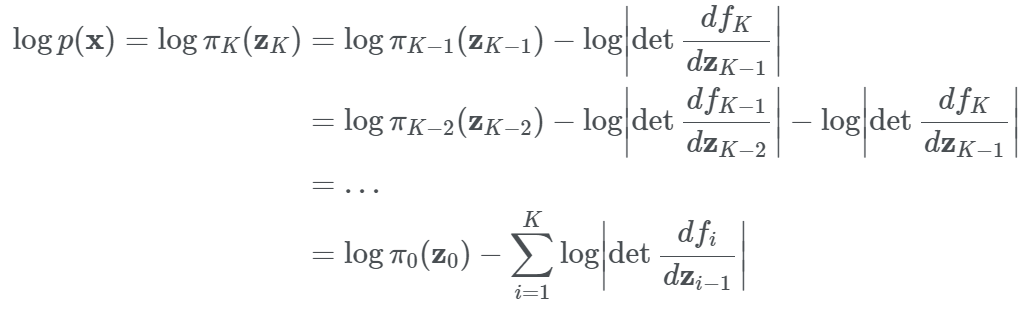 log p(𝐱) = log π_K(𝐳_K) = log π_{K−1}(𝐳_{K−1}) − log|det df_K/d𝐳_{K−1}|
= log π_{K−2}(𝐳_{K−2}) − log|det df_{K−1}/d𝐳_{K−2}| − log|det df_K/d𝐳_{K−1}|
= …
= log π_0(𝐳_0) − ∑_{i=1}^{K} log|det df_i/d𝐳_{i−1}|